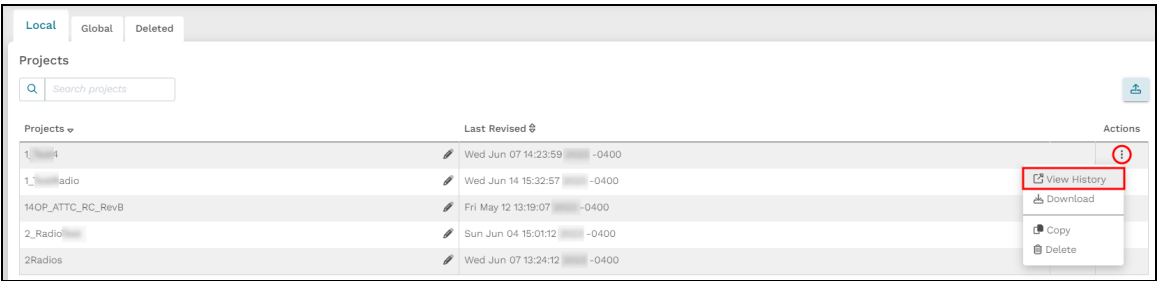 Local Global Deleted
Projects
Search projects
Projects Last Revised Actions
1_ 4 Wed Jun 07 14:23:59 -0400
1_ adio Wed Jun 14 15:32:57 -0400
View History
14OP_ATTC_RC_RevB Fri May 12 13:19:07 -0400
Download
2_Radio Sun Jun 04 15:01:12 -0400
Copy
Delete
2Radios Wed Jun 07 13:24:12 -0400